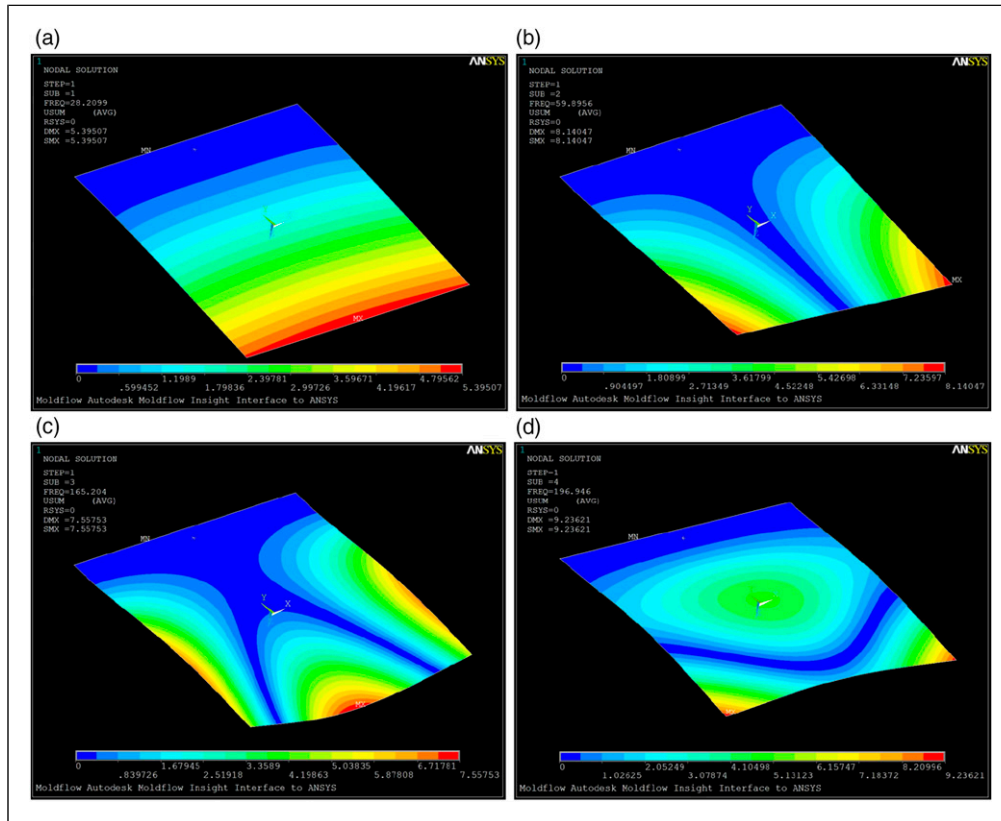 (a)
1
ANSYS
NODAL SOLUTION
STEP=1
SUB =1
FREQ=28.2099
USUM (AVG)
RSYS=0
DMX =5.39507
SMX =5.39507
MN
MX
0 1.1989 2.39781 3.59671 4.79562
.599452 1.79836 2.99726 4.19617 5.39507
Moldflow Autodesk Moldflow Insight Interface to ANSYS
(b)
1
ANSYS
NODAL SOLUTION
STEP=1
SUB =2
FREQ=59.8956
USUM (AVG)
RSYS=0
DMX =8.14047
SMX =8.14047
MN
Y X
MX
0 1.80899 3.61799 5.42698 7.23597
.904497 2.71349 4.52248 6.33148 8.14047
Moldflow Autodesk Moldflow Insight Interface to ANSYS
(c)
1
ANSYS
NODAL SOLUTION
STEP=1
SUB =3
FREQ=165.204
USUM (AVG)
RSYS=0
DMX =7.55753
SMX =7.55753
MN
Y X
MX
0 1.67945 3.3589 5.03835 6.71781
.839726 2.51918 4.19863 5.87808 7.55753
Moldflow Autodesk Moldflow Insight Interface to ANSYS
(d)
1
ANSYS
NODAL SOLUTION
STEP=1
SUB =4
FREQ=196.946
USUM (AVG)
RSYS=0
DMX =9.23621
SMX =9.23621
MN
MX
0 2.05249 4.10498 6.15747 8.20996
1.02625 3.07874 5.13123 7.18372 9.23621
Moldflow Autodesk Moldflow Insight Interface to ANSYS